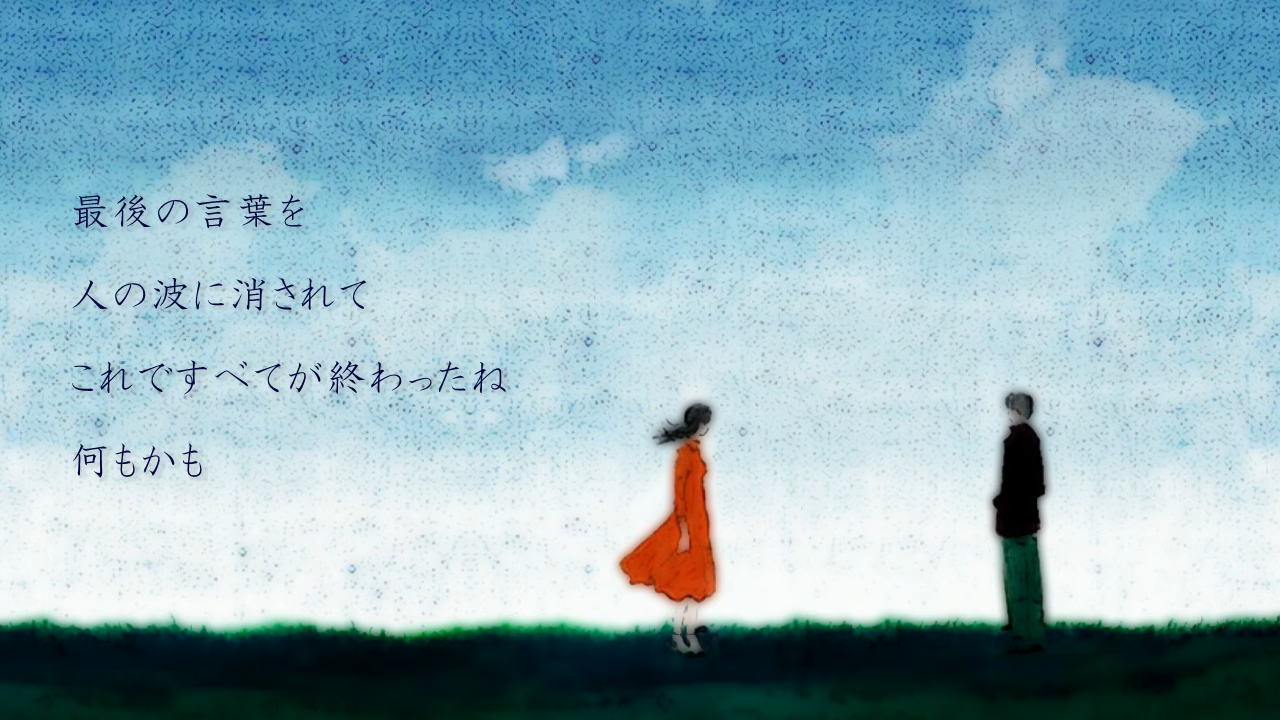 最後の言葉を
人の波に消されて
これですべてが終わったね
何もかも